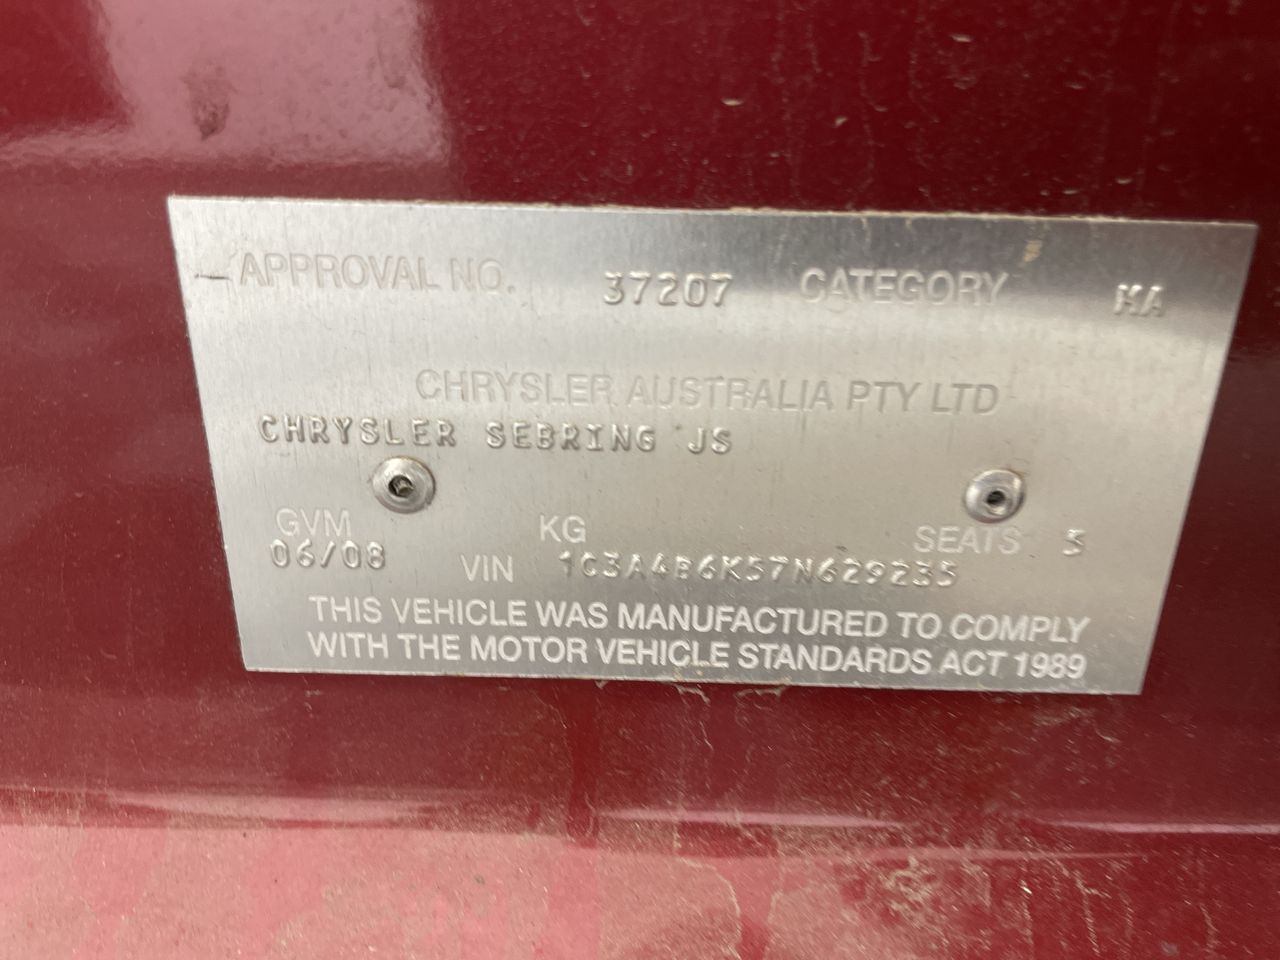 APPROVAL NO. 37207 CATEGORY MA
CHRYSLER AUSTRALIA PTY LTD
CHRYSLER SEBRING JS
GVM KG SEATS 5
06/08 VIN 1C3A4B6K57N629235
THIS VEHICLE WAS MANUFACTURED TO COMPLY
WITH THE MOTOR VEHICLE STANDARDS ACT 1989